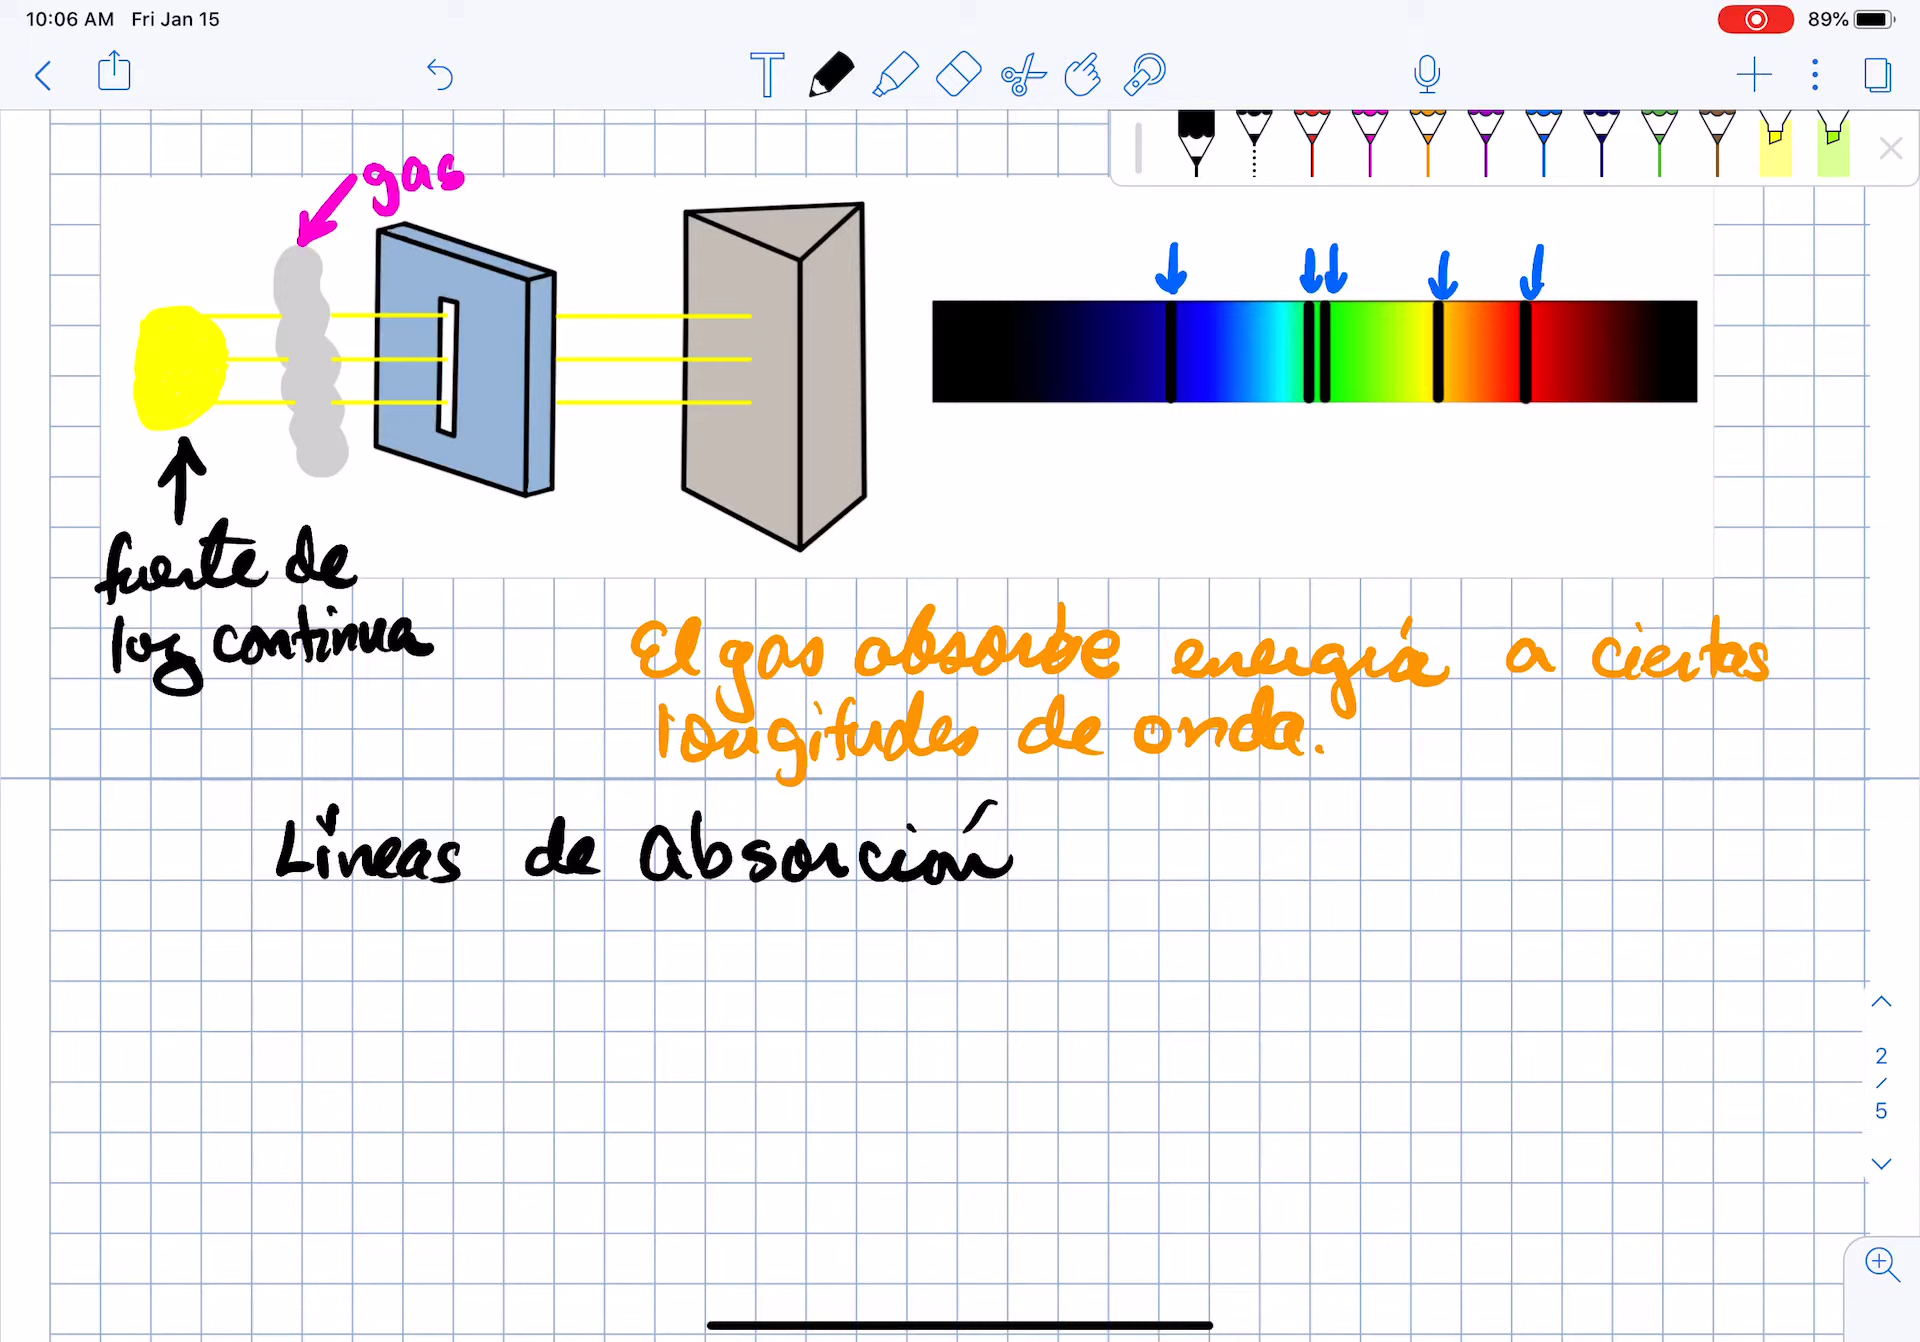 10:06 AM Fri Jan 15
89%
gas
fuente de
luz continua
El gas absorbe energía a ciertas
longitudes de onda.
Líneas de Absorción
2
/
5